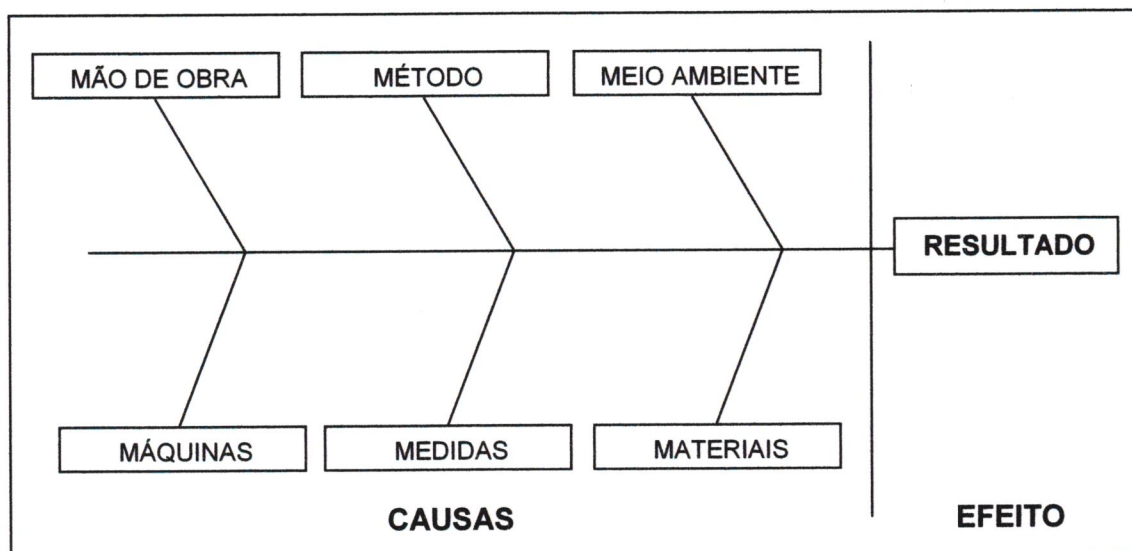 MÃO DE OBRA
MÉTODO
MEIO AMBIENTE
RESULTADO
MÁQUINAS
MEDIDAS
MATERIAIS
CAUSAS
EFEITO